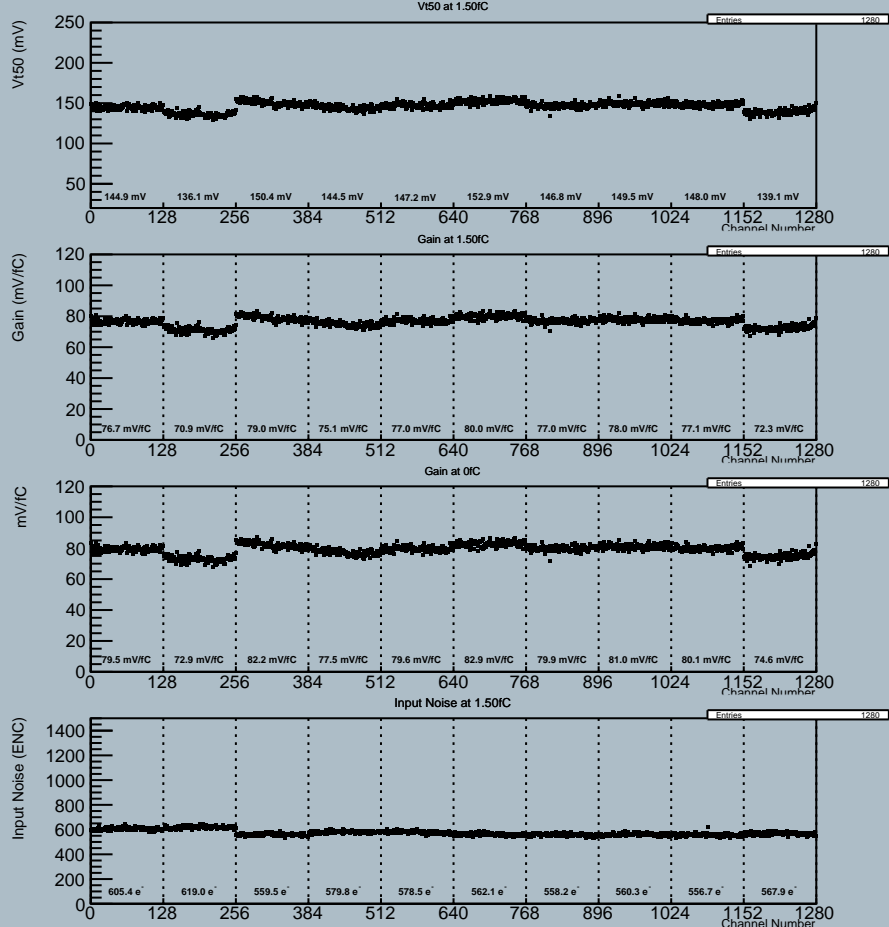 Vt50 at 1.50fC
Entries 1280
Vt50 (mV)
250
200
150
100
50
144.9 mV 136.1 mV 150.4 mV 144.5 mV 147.2 mV 152.9 mV 146.8 mV 149.5 mV 148.0 mV 139.1 mV
0 128 256 384 512 640 768 896 1024 1152 1280
Channel Number
Gain at 1.50fC
Entries 1280
Gain (mV/fC)
120
100
80
60
40
20
0
76.7 mV/fC 70.9 mV/fC 79.0 mV/fC 75.1 mV/fC 77.0 mV/fC 80.0 mV/fC 77.0 mV/fC 78.0 mV/fC 77.1 mV/fC 72.3 mV/fC
0 128 256 384 512 640 768 896 1024 1152 1280
Channel Number
Gain at 0fC
Entries 1280
mV/fC
120
100
80
60
40
20
0
79.5 mV/fC 72.9 mV/fC 82.2 mV/fC 77.5 mV/fC 79.6 mV/fC 82.9 mV/fC 79.9 mV/fC 81.0 mV/fC 80.1 mV/fC 74.6 mV/fC
0 128 256 384 512 640 768 896 1024 1152 1280
Channel Number
Input Noise at 1.50fC
Entries 1280
Input Noise (ENC)
1400
1200
1000
800
600
400
200
0
605.4 e⁻ 619.0 e⁻ 559.5 e⁻ 579.8 e⁻ 578.5 e⁻ 562.1 e⁻ 558.2 e⁻ 560.3 e⁻ 556.7 e⁻ 567.9 e⁻
0 128 256 384 512 640 768 896 1024 1152 1280
Channel Number